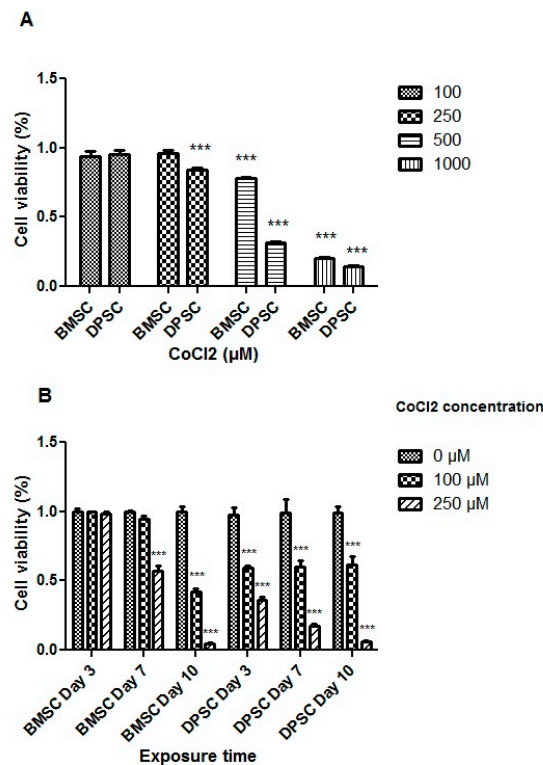 A
1.5
1.0
0.5
0.0
Cell viability (%)
***
***
***
***
***
BMSC
DPSC
BMSC
DPSC
BMSC
DPSC
BMSC
DPSC
CoCl2 (µM)
100
250
500
1000
B
CoCl2 concentration
0 µM
100 µM
250 µM
1.5
1.0
0.5
0.0
Cell viability (%)
***
***
***
***
***
***
***
***
***
BMSC Day 3
BMSC Day 7
BMSC Day 10
DPSC Day 3
DPSC Day 7
DPSC Day 10
Exposure time